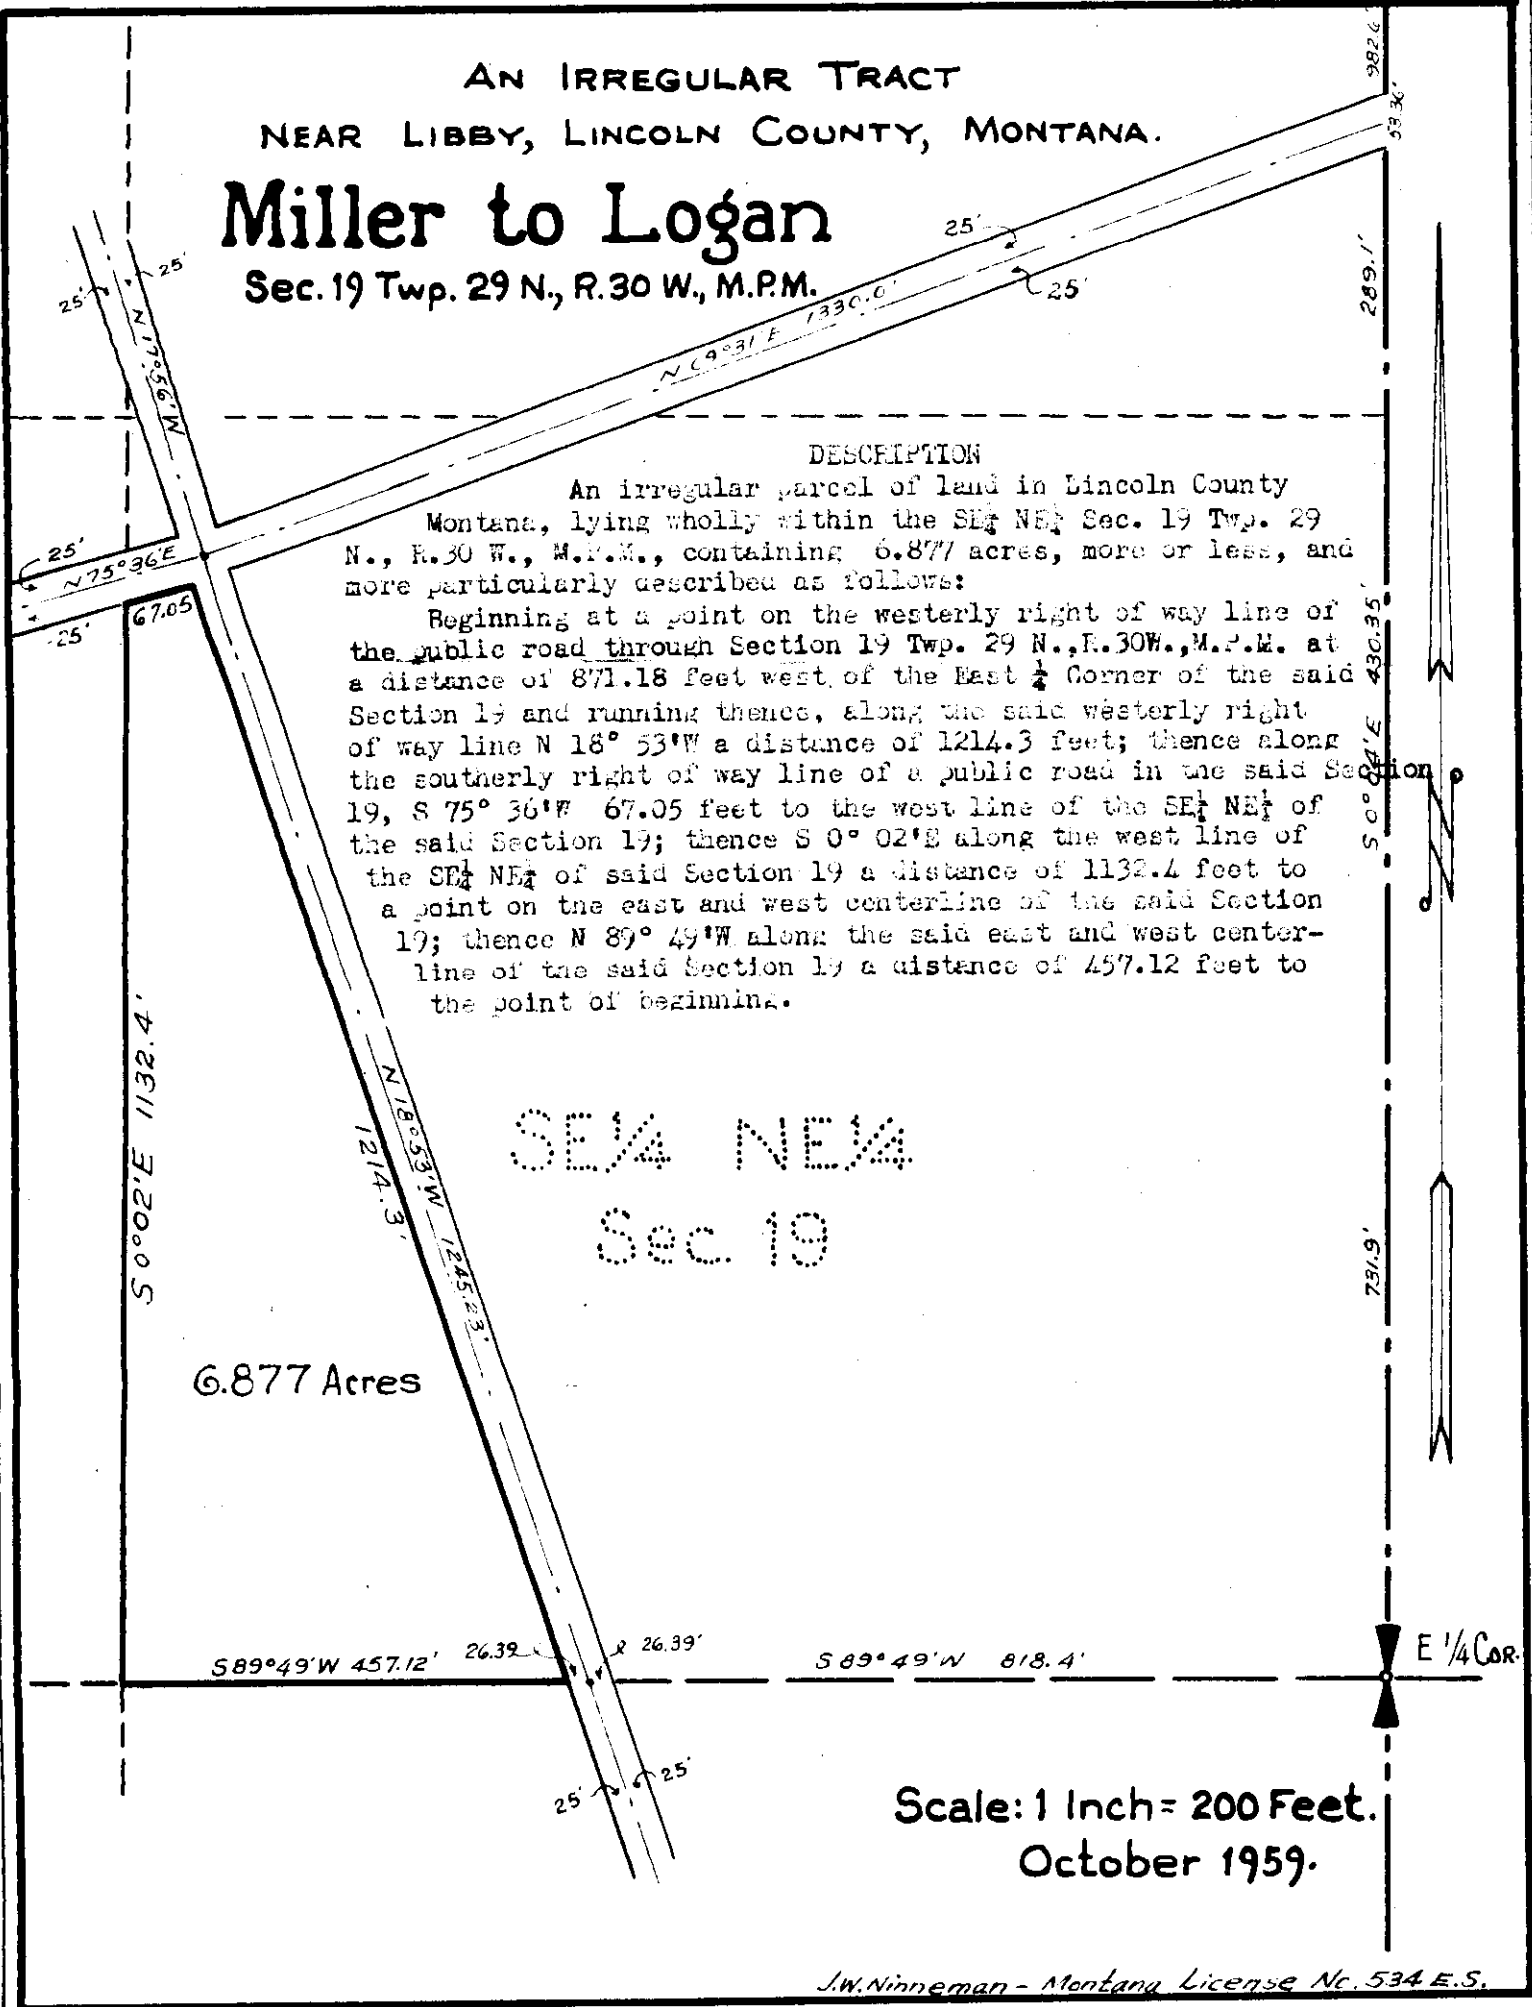 AN IRREGULAR TRACT
NEAR LIBBY, LINCOLN COUNTY, MONTANA.
Miller to Logan
Sec. 19 Twp. 29 N., R. 30 W., M.P.M.
982.6
53.36'
289.1'
25'
25'
25'
25'
N 17°56' W
N 69°31' E 1330.0'
DESCRIPTION
An irregular parcel of land in Lincoln County
Montana, lying wholly within the SE¼ NE¼ Sec. 19 Twp. 29
N., R.30 W., M.P.M., containing 6.877 acres, more or less, and
more particularly described as follows:
Beginning at a point on the westerly right of way line of
the public road through Section 19 Twp. 29 N.,R.30W.,M.P.M. at
a distance of 871.18 feet west of the East ¼ Corner of the said
Section 19 and running thence, along the said westerly right
of way line N 18° 53'W a distance of 1214.3 feet; thence along
the southerly right of way line of a public road in the said Section
19, S 75° 36'W 67.05 feet to the west line of the SE¼ NE¼ of
the said Section 19; thence S 0° 02'E along the west line of
the SE¼ NE¼ of said Section 19 a distance of 1132.4 feet to
a point on the east and west centerline of the said Section
19; thence N 89° 49'W along the said east and west center-
line of the said Section 19 a distance of 457.12 feet to
the point of beginning.
25'
N 75°36'E
25'
67.05
S 0°04'E 430.35'
N
S 0°02'E 1132.4'
N 18°53'W 1245.23'
1214.3'
SE¼ NE¼
Sec. 19
731.9'
6.877 Acres
S89°49'W 457.12'
26.39
26.39'
S 89°49'W 818.4'
E ¼ COR.
25'
25'
Scale: 1 Inch = 200 Feet.
October 1959.
J.W. Ninneman - Montana License No. 534 E.S.